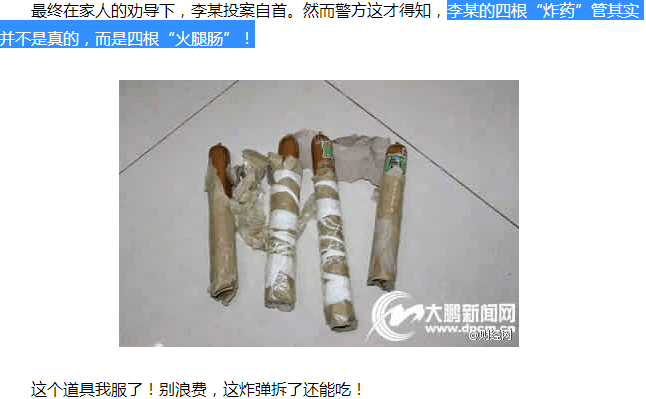 最终在家人的劝导下，李某投案自首。然而警方这才得知，李某的四根“炸药”管其实
并不是真的，而是四根“火腿肠”！
大鹏新闻网
www.dpcm.cn
@财经网
这个道具我服了！别浪费，这炸弹拆了还能吃！